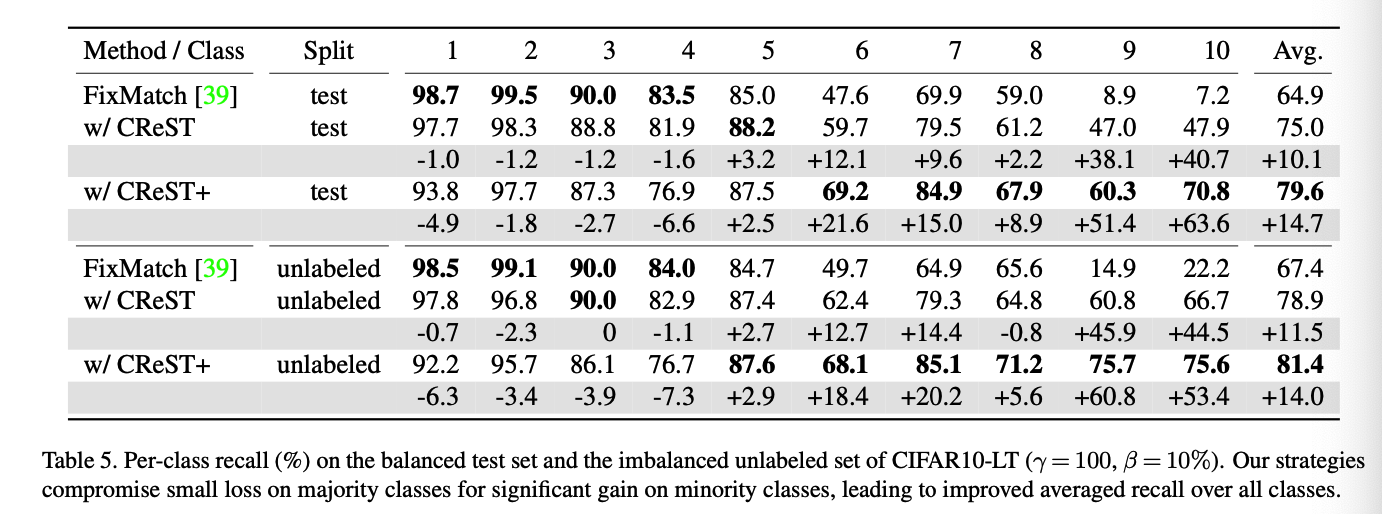 Method / Class Split 1 2 3 4 5 6 7 8 9 10 Avg.
FixMatch [39] test 98.7 99.5 90.0 83.5 85.0 47.6 69.9 59.0 8.9 7.2 64.9
w/ CReST test 97.7 98.3 88.8 81.9 88.2 59.7 79.5 61.2 47.0 47.9 75.0
-1.0 -1.2 -1.2 -1.6 +3.2 +12.1 +9.6 +2.2 +38.1 +40.7 +10.1
w/ CReST+ test 93.8 97.7 87.3 76.9 87.5 69.2 84.9 67.9 60.3 70.8 79.6
-4.9 -1.8 -2.7 -6.6 +2.5 +21.6 +15.0 +8.9 +51.4 +63.6 +14.7
FixMatch [39] unlabeled 98.5 99.1 90.0 84.0 84.7 49.7 64.9 65.6 14.9 22.2 67.4
w/ CReST unlabeled 97.8 96.8 90.0 82.9 87.4 62.4 79.3 64.8 60.8 66.7 78.9
-0.7 -2.3 0 -1.1 +2.7 +12.7 +14.4 -0.8 +45.9 +44.5 +11.5
w/ CReST+ unlabeled 92.2 95.7 86.1 76.7 87.6 68.1 85.1 71.2 75.7 75.6 81.4
-6.3 -3.4 -3.9 -7.3 +2.9 +18.4 +20.2 +5.6 +60.8 +53.4 +14.0
Table 5. Per-class recall (%) on the balanced test set and the imbalanced unlabeled set of CIFAR10-LT (γ = 100, β = 10%). Our strategies
compromise small loss on majority classes for significant gain on minority classes, leading to improved averaged recall over all classes.